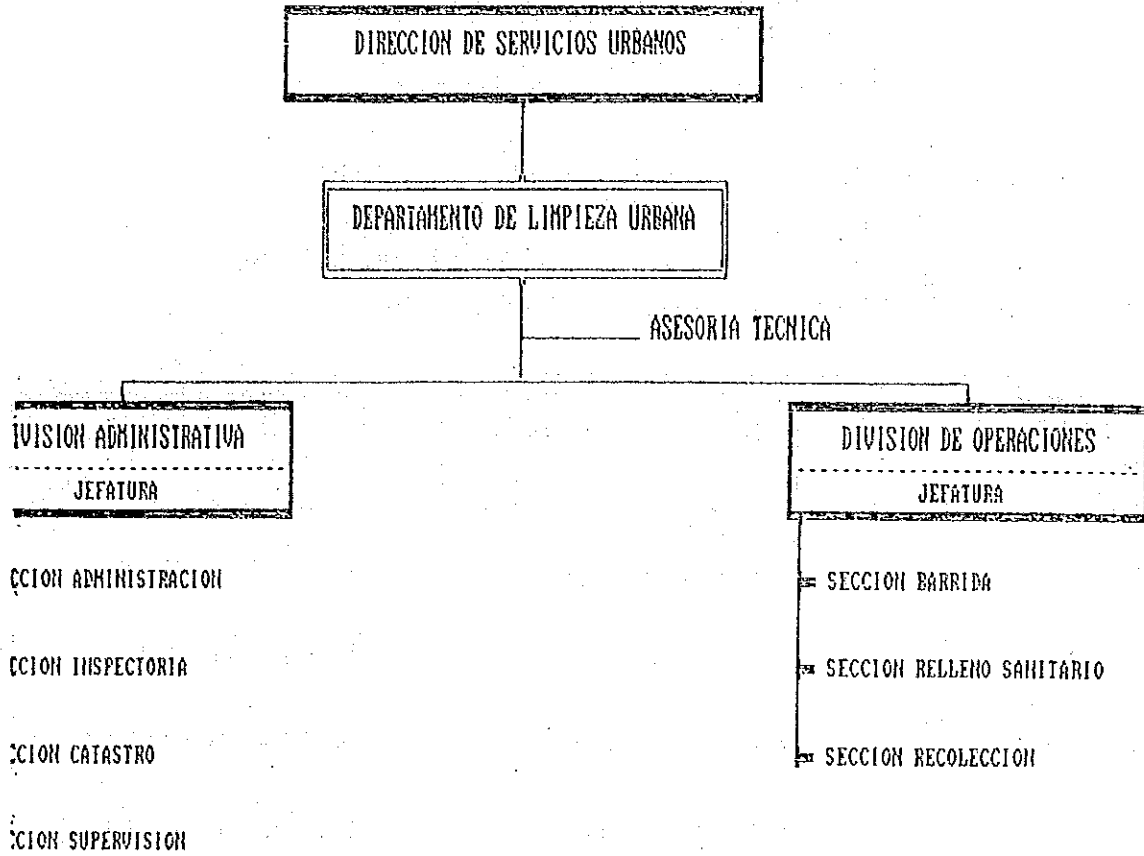 DIRECCION DE SERVICIOS URBANOS
DEPARTAMENTO DE LIMPIEZA URBANA
ASESORIA TECNICA
IVISION ADMINISTRATIVA
JEFATURA
CCION ADMINISTRACION
CCION INSPECTORIA
CCION CATASTRO
CCION SUPERVISION
DIVISION DE OPERACIONES
JEFATURA
SECCION BARRIDA
SECCION RELLENO SANITARIO
SECCION RECOLECCION